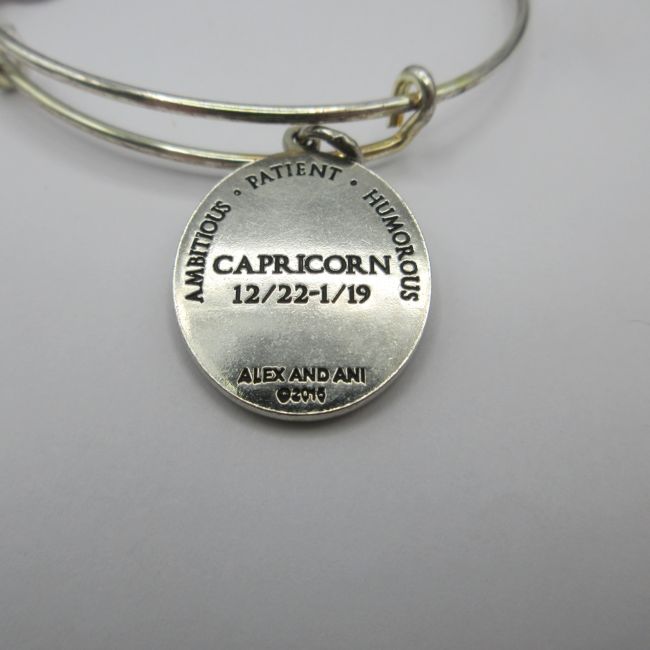 AMBITIOUS • PATIENT • HUMOROUS
CAPRICORN
12/22-1/19
ALEX AND ANI